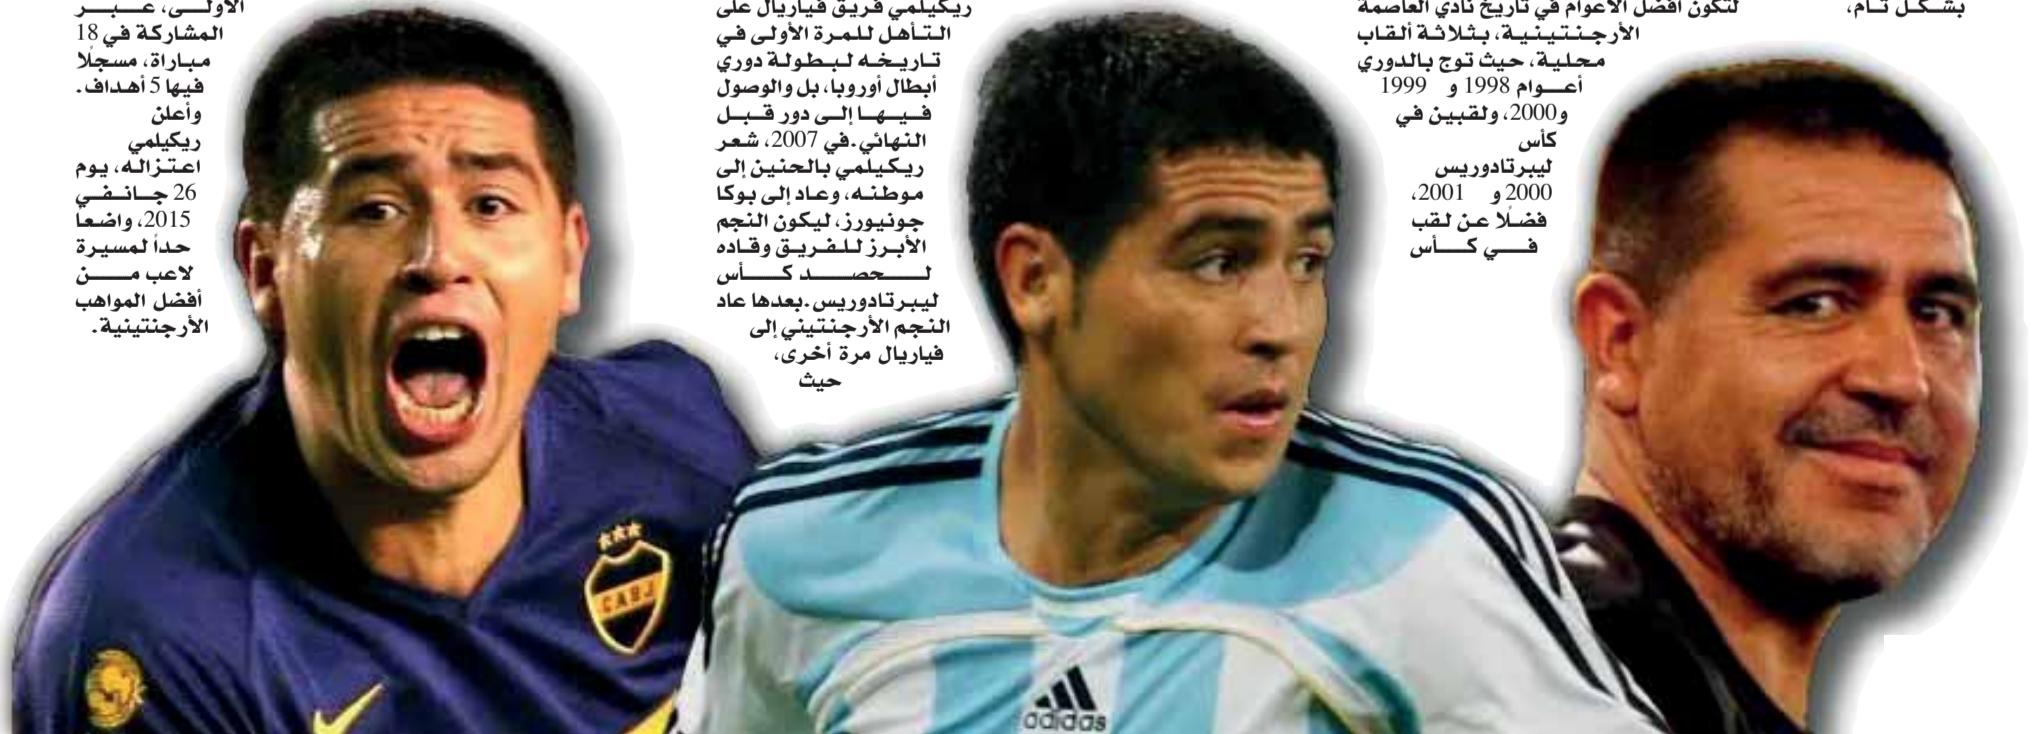 بشكل تام،
لتكون أفضل الأعوام في تاريخ نادي العاصمة
الأرجنتينية، بثلاثة ألقاب
محلية، حيث توج بالدوري
أعوام 1998 و 1999
و2000، ولقبين في
كأس
ليبرتادوريس
2000 و 2001،
فضلًا عن لقب
في كأس
ريكيلمي فريق فياريال على
التأهل للمرة الأولى في
تاريخه لبطولة دوري
أبطال أوروبا، بل والوصول
فيها إلى دور قبل
النهائي.في 2007، شعر
ريكيلمي بالحنين إلى
موطنه، وعاد إلى بوكا
جونيورز، ليكون النجم
الأبرز للفريق وقاده
لحصد كأس
ليبرتادوريس.بعدها عاد
النجم الأرجنتيني إلى
فياريال مرة أخرى،
حيث
الأولى، عبر
المشاركة في 18
مباراة، مسجلًا
فيها 5 أهداف.
وأعلن
ريكيلمي
اعتزاله، يوم
26 جانفي
2015، واضعا
حداً لمسيرة
لاعب من
أفضل المواهب
الأرجنتينية.
CABJ
adidas